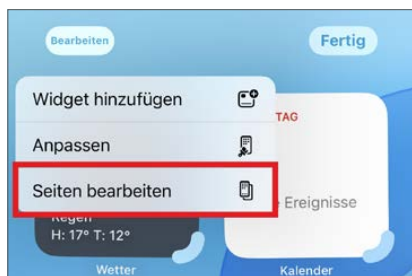 Bearbeiten
Fertig
Widget hinzufügen
Anpassen
TAG
Seiten bearbeiten
Ereignisse
Regen
H: 17° T: 12°
Wetter
Kalender